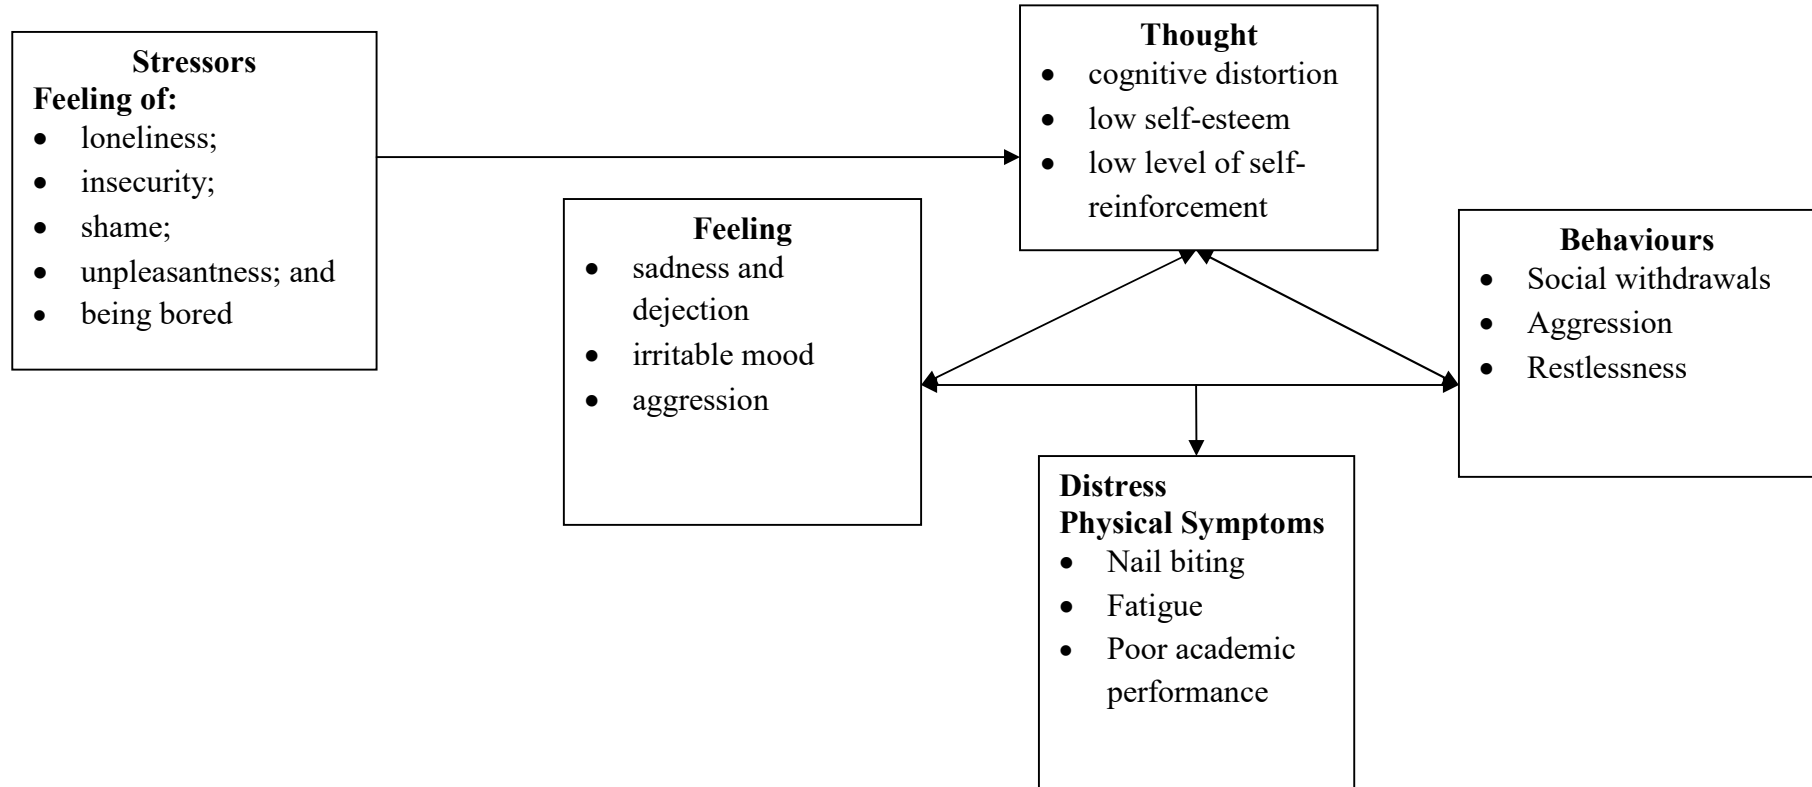 Stressors
Feeling of:
• loneliness;
• insecurity;
• shame;
• unpleasantness; and
• being bored
Thought
• cognitive distortion
• low self-esteem
• low level of self-
reinforcement
Feeling
• sadness and
dejection
• irritable mood
• aggression
Behaviours
• Social withdrawals
• Aggression
• Restlessness
Distress
Physical Symptoms
• Nail biting
• Fatigue
• Poor academic
performance